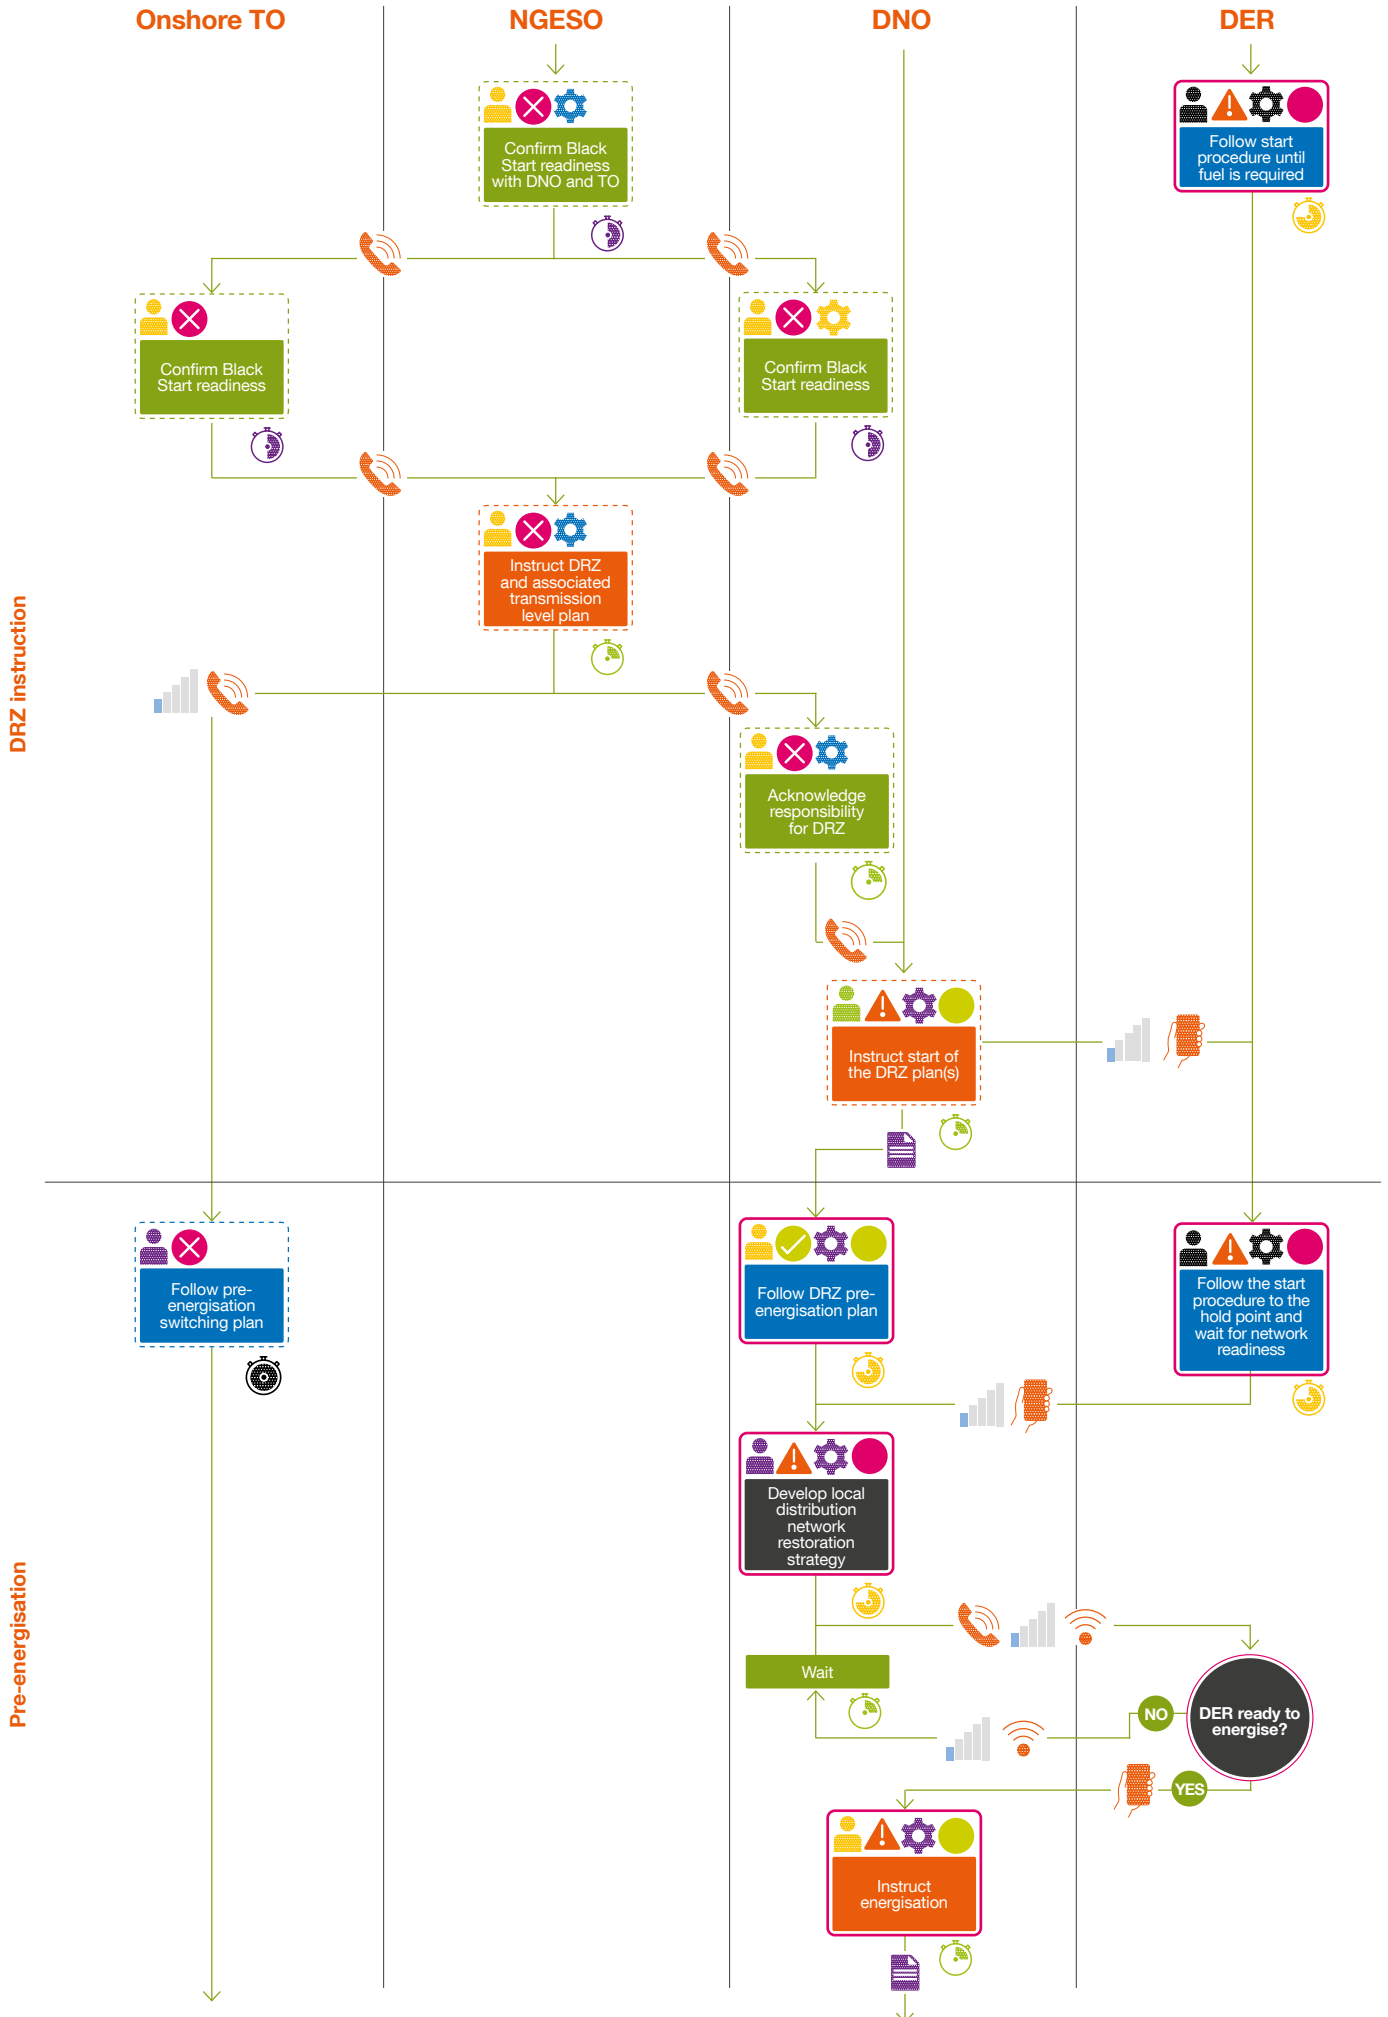 Onshore TO
NGESO
DNO
DER
Confirm Black
Start readiness
with DNO and TO
Follow start
procedure until
fuel is required
Confirm Black
Start readiness
Confirm Black
Start readiness
Instruct DRZ
and associated
transmission
level plan
DRZ instruction
Acknowledge
responsibility
for DRZ
Instruct start of
the DRZ plan(s)
Follow pre-
energisation
switching plan
Follow DRZ pre-
energisation plan
Follow the start
procedure to the
hold point and
wait for network
readiness
Develop local
distribution
network
restoration
strategy
Pre-energisation
Wait
NO
DER ready to
energise?
YES
Instruct
energisation